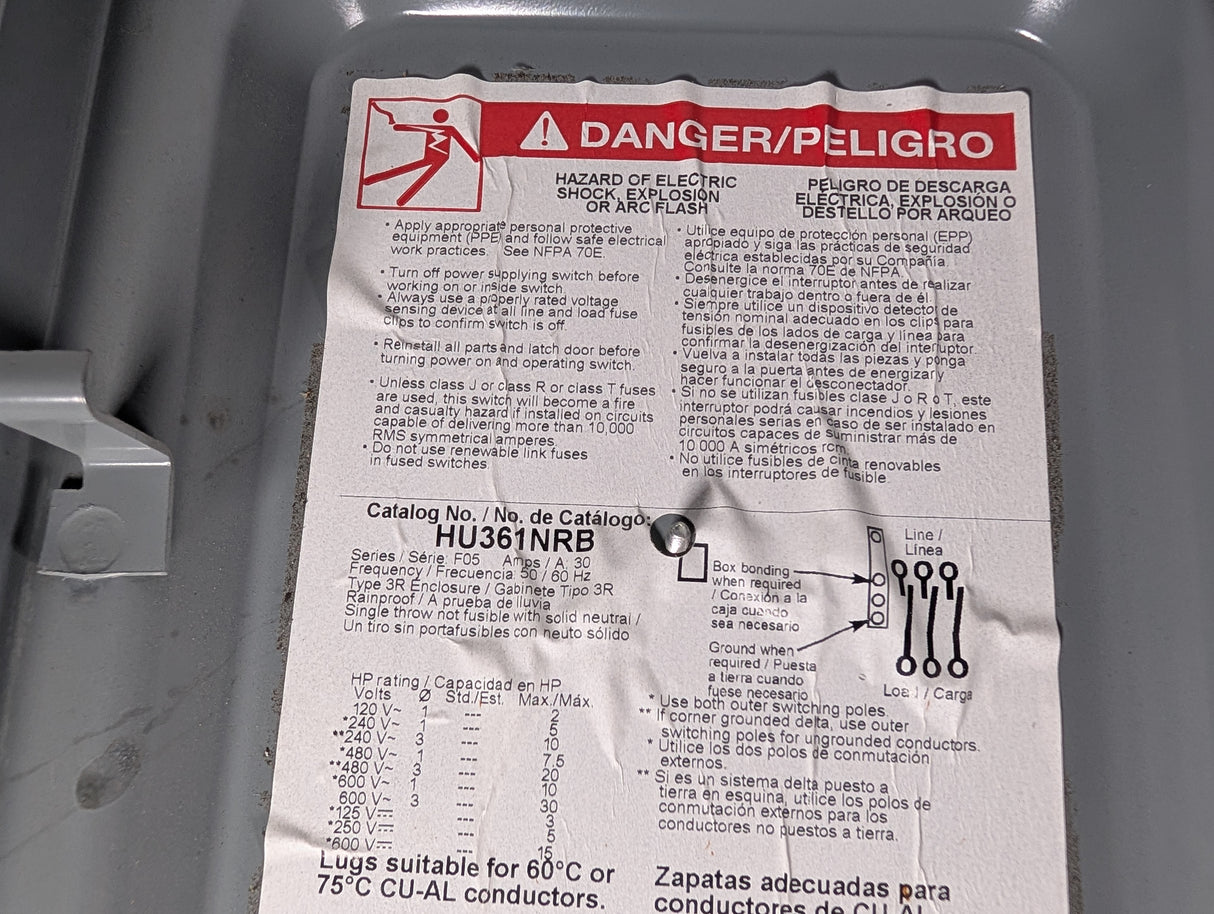 DANGER/PELIGRO
HAZARD OF ELECTRIC
SHOCK, EXPLOSION
OR ARC FLASH
• Apply appropriate personal protective
equipment (PPE) and follow safe electrical
work practices. See NFPA 70E.
• Turn off power supplying switch before
working on or inside switch.
• Always use a properly rated voltage
sensing device at all line and load fuse
clips to confirm switch is off.
• Reinstall all parts and latch door before
turning power on and operating switch.
• Unless class J or class R or class T fuses
are used, this switch will become a fire
and casualty hazard if installed on circuits
capable of delivering more than 10,000
RMS symmetrical amperes.
• Do not use renewable link fuses
in fused switches.
PELIGRO DE DESCARGA
ELÉCTRICA, EXPLOSIÓN O
DESTELLO POR ARQUEO
• Utilice equipo de protección personal (EPP)
apropiado y siga las prácticas de seguridad
eléctrica establecidas por su Compañía.
Consulte la norma 70E de NFPA.
• Desenergice el interruptor antes de realizar
cualquier trabajo dentro o fuera de él.
• Siempre utilice un dispositivo detector de
tensión nominal adecuado en los clips para
fusibles de los lados de carga y línea para
confirmar la desenergización del interruptor.
• Vuelva a instalar todas las piezas y ponga
seguro a la puerta antes de energizar y
hacer funcionar el desconectador.
• Si no se utilizan fusibles clase J o R o T, este
interruptor podrá causar incendios y lesiones
personales serias en caso de ser instalado en
circuitos capaces de suministrar más de
10 000 A simétricos rcm.
• No utilice fusibles de cinta renovables
en los interruptores de fusible
Catalog No. / No. de Catálogo:
HU361NRB
Series / Série: F05 Amps / A: 30
Frequency / Frecuencia: 50 / 60 Hz
Type 3R Enclosure / Gabinete Tipo 3R
Rainproof / A prueba de lluvia
Single throw not fusible with solid neutral /
Un tiro sin portafusibles con neuto sólido
Box bonding
when required
/ Conexión a la
caja cuando
sea necesario
Ground when
required / Puesta
a tierra cuando
fuese necesario
Line /
Línea
Load / Carga
HP rating / Capacidad en HP
Volts Ø Std./Est. Max./Máx.
120 V~ 1 --- 2
*240 V~ 1 --- 5
**240 V~ 3 --- 10
*480 V~ 1 --- 7.5
**480 V~ 3 --- 20
*600 V~ 1 --- 10
600 V~ 3 --- 30
*125 V⎓ --- 3
*250 V⎓ --- 5
*600 V⎓ --- 15
* Use both outer switching poles.
** If corner grounded delta, use outer
switching poles for ungrounded conductors.
* Utilice los dos polos de conmutación
externos.
** Si es un sistema delta puesto a
tierra en esquina, utilice los polos de
conmutación externos para los
conductores no puestos a tierra.
Lugs suitable for 60°C or
75°C CU-AL conductors.
Zapatas adecuadas para
conductores de CU-AL